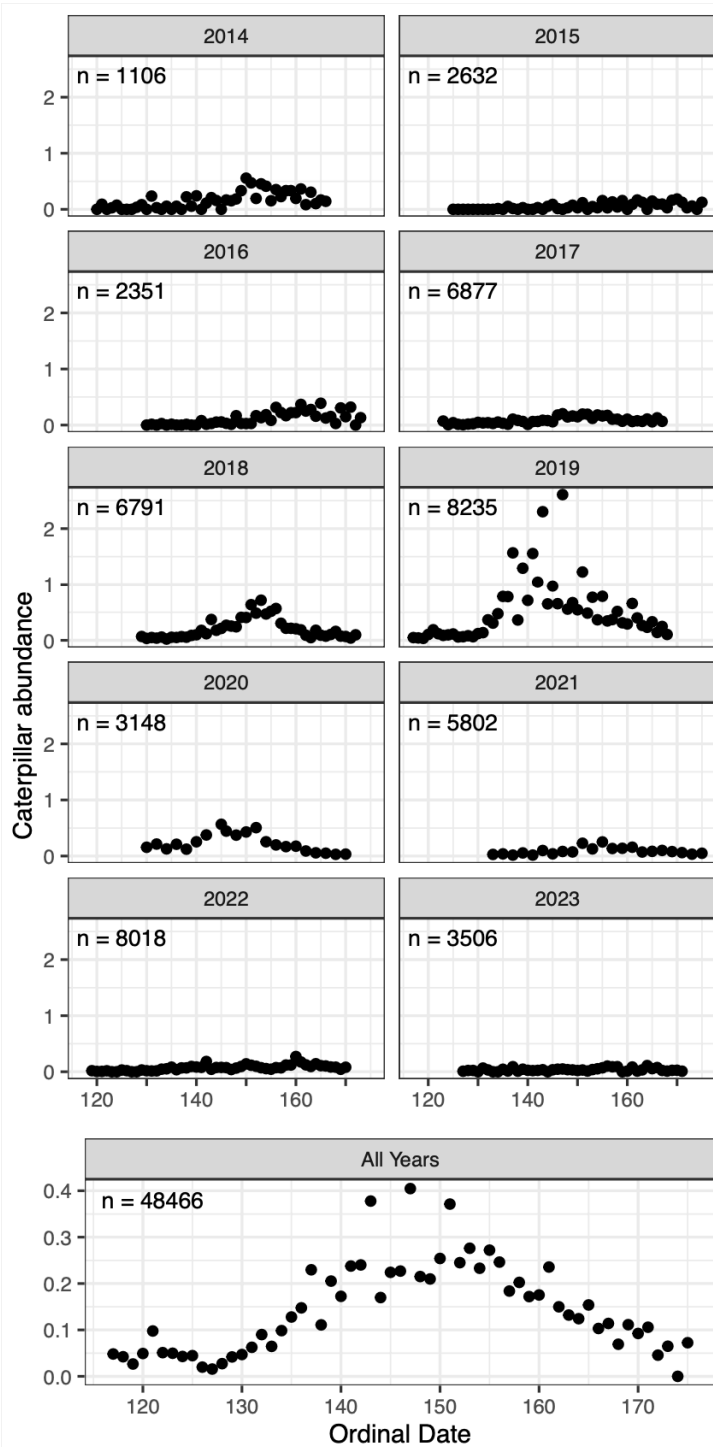 2014 2015
n = 1106 n = 2632
2
1
0
2016 2017
n = 2351 n = 6877
2
1
0
2018 2019
n = 6791 n = 8235
2
1
0
Caterpillar abundance
2020 2021
n = 3148 n = 5802
2
1
0
2022 2023
n = 8018 n = 3506
2
1
0
120 140 160 120 140 160
All Years
n = 48466
0.4
0.3
0.2
0.1
0.0
120 130 140 150 160 170
Ordinal Date